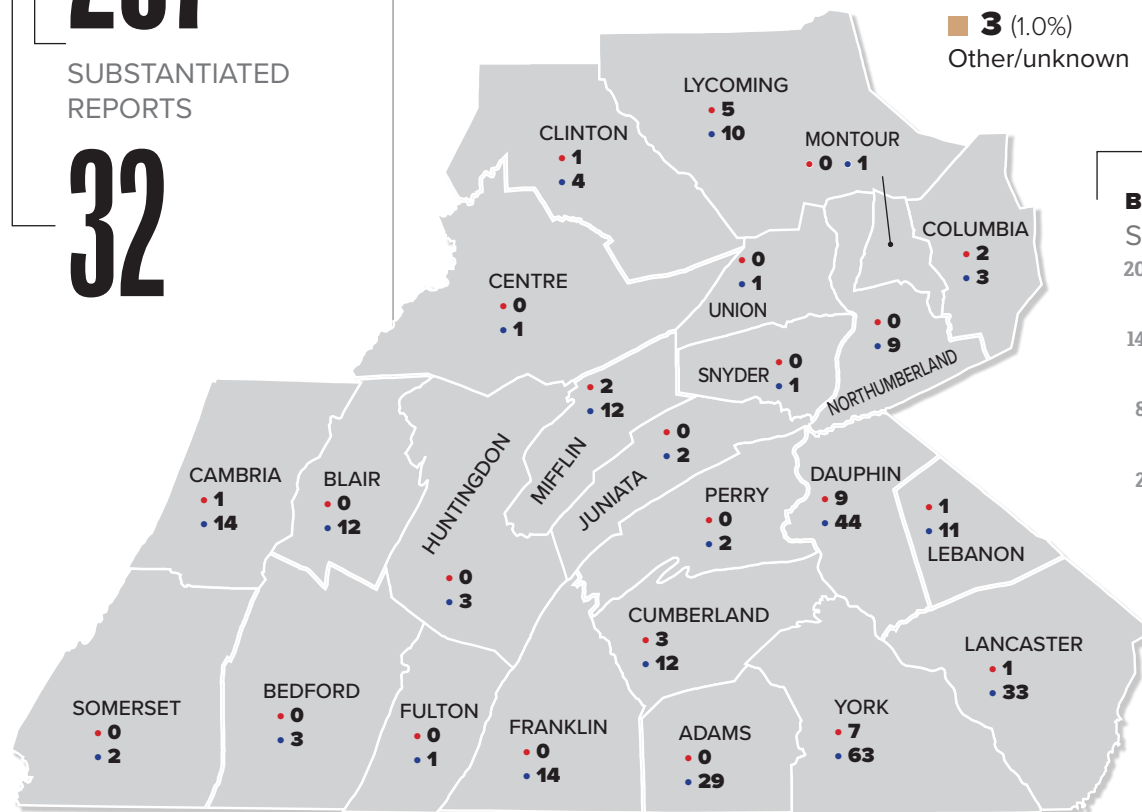 SUBSTANTIATED
REPORTS
32
3 (1.0%)
Other/unknown
LYCOMING
5
10
CLINTON
1
4
MONTOUR
0 1
COLUMBIA
2
3
CENTRE
0
1
0
1
UNION
0
9
NORTHUMBERLAND
SNYDER
0
1
2
12
MIFFLIN
0
2
JUNIATA
CAMBRIA
1
14
BLAIR
0
12
HUNTINGDON
0
3
PERRY
0
2
DAUPHIN
9
44
1
11
LEBANON
CUMBERLAND
3
12
LANCASTER
1
33
SOMERSET
0
2
BEDFORD
0
3
FULTON
0
1
FRANKLIN
0
14
ADAMS
0
29
YORK
7
63